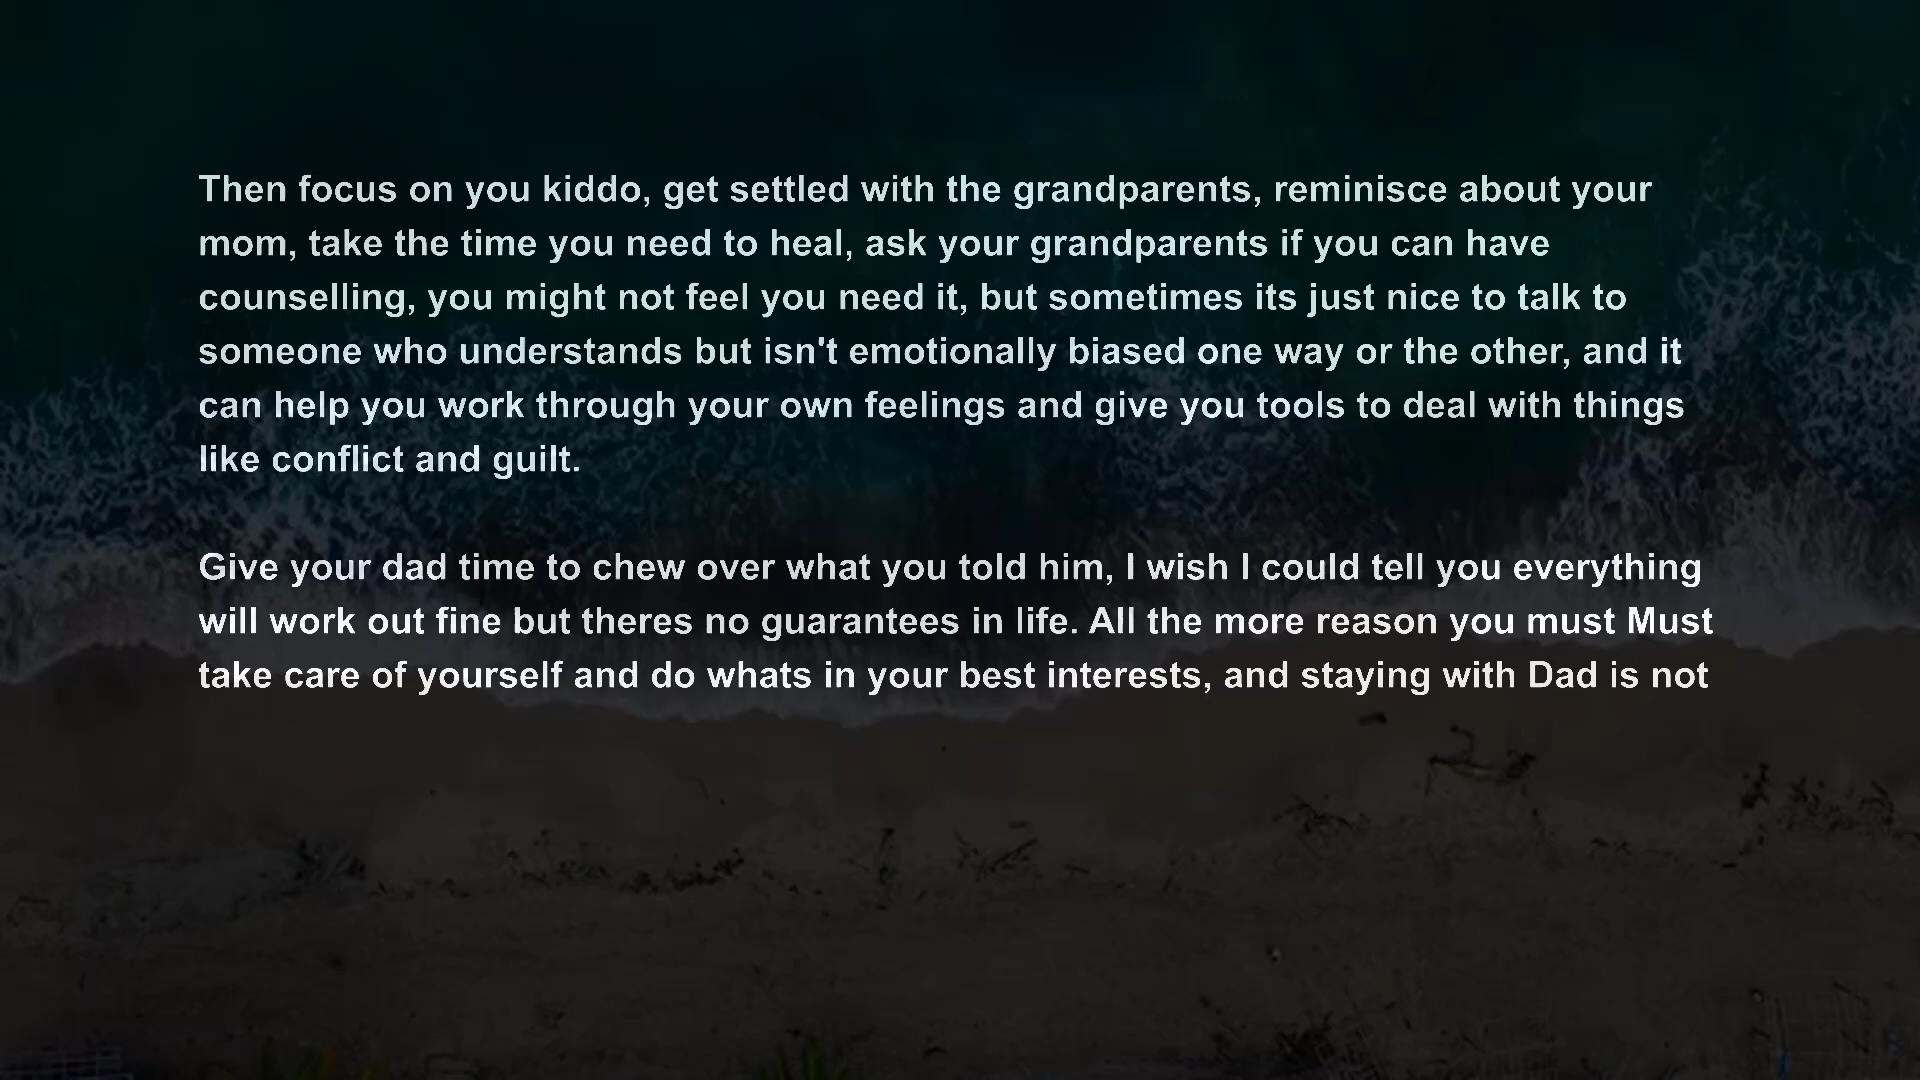 Then focus on you kiddo, get settled with the grandparents, reminisce about your
mom, take the time you need to heal, ask your grandparents if you can have
counselling, you might not feel you need it, but sometimes its just nice to talk to
someone who understands but isn't emotionally biased one way or the other, and it
can help you work through your own feelings and give you tools to deal with things
like conflict and guilt.
Give your dad time to chew over what you told him, I wish I could tell you everything
will work out fine but theres no guarantees in life. All the more reason you must Must
take care of yourself and do whats in your best interests, and staying with Dad is not